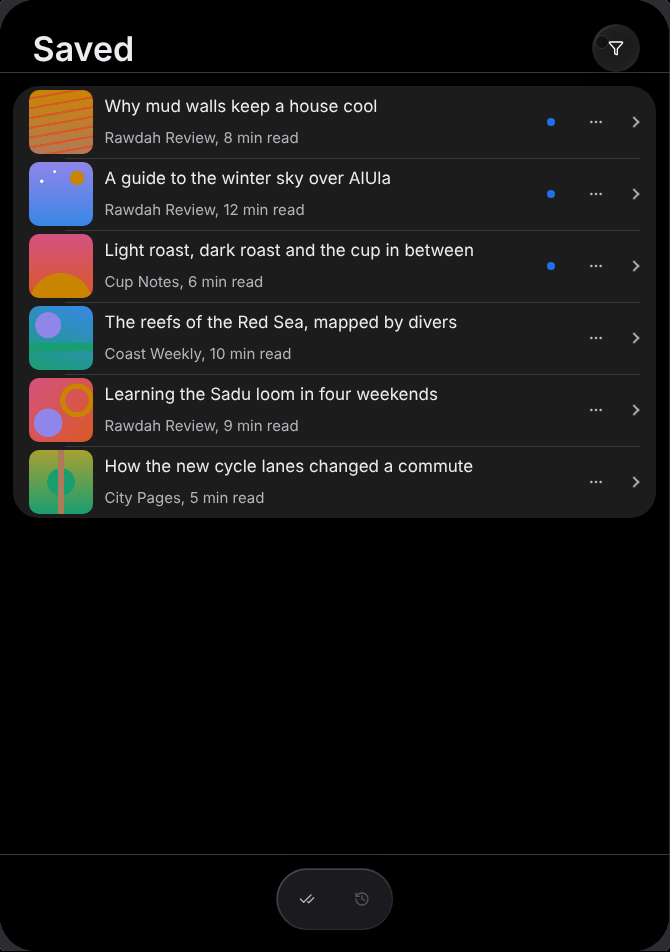 Saved
Why mud walls keep a house cool
Rawdah Review, 8 min read
A guide to the winter sky over AlUla
Rawdah Review, 12 min read
Light roast, dark roast and the cup in between
Cup Notes, 6 min read
The reefs of the Red Sea, mapped by divers
Coast Weekly, 10 min read
Learning the Sadu loom in four weekends
Rawdah Review, 9 min read
How the new cycle lanes changed a commute
City Pages, 5 min read